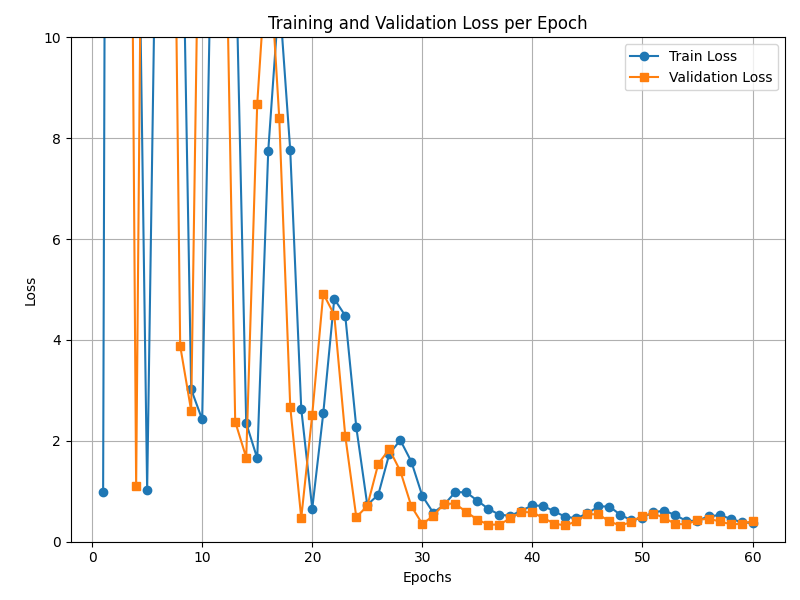 Training and Validation Loss per Epoch
Train Loss
Validation Loss
Loss
10
8
6
4
2
0
0 10 20 30 40 50 60
Epochs